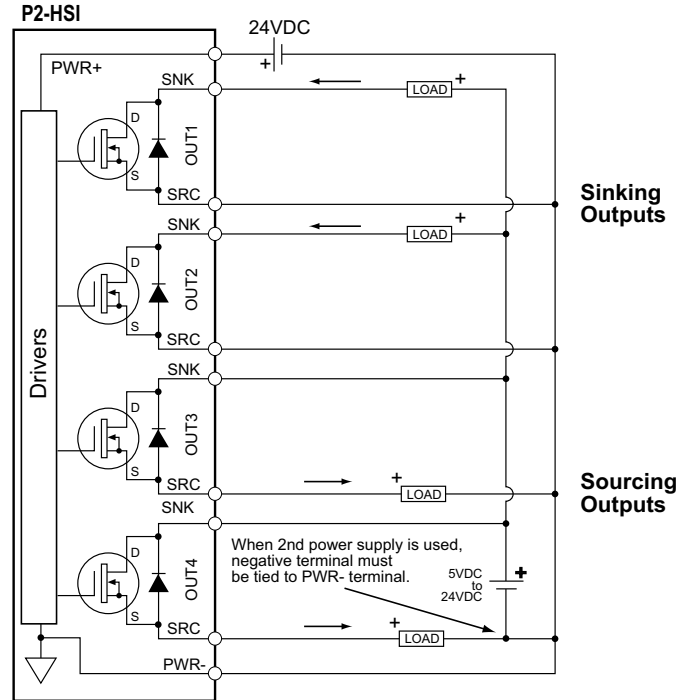 P2-HSI
24VDC
+
PWR+
SNK
LOAD
+
D
S
OUT1
SRC
Sinking
Outputs
SNK
LOAD
+
D
S
OUT2
SRC
Drivers
SNK
D
S
OUT3
SRC
+
LOAD
Sourcing
Outputs
SNK
When 2nd power supply is used,
negative terminal must
be tied to PWR- terminal.
5VDC
to
24VDC
+
D
S
OUT4
SRC
+
LOAD
PWR-